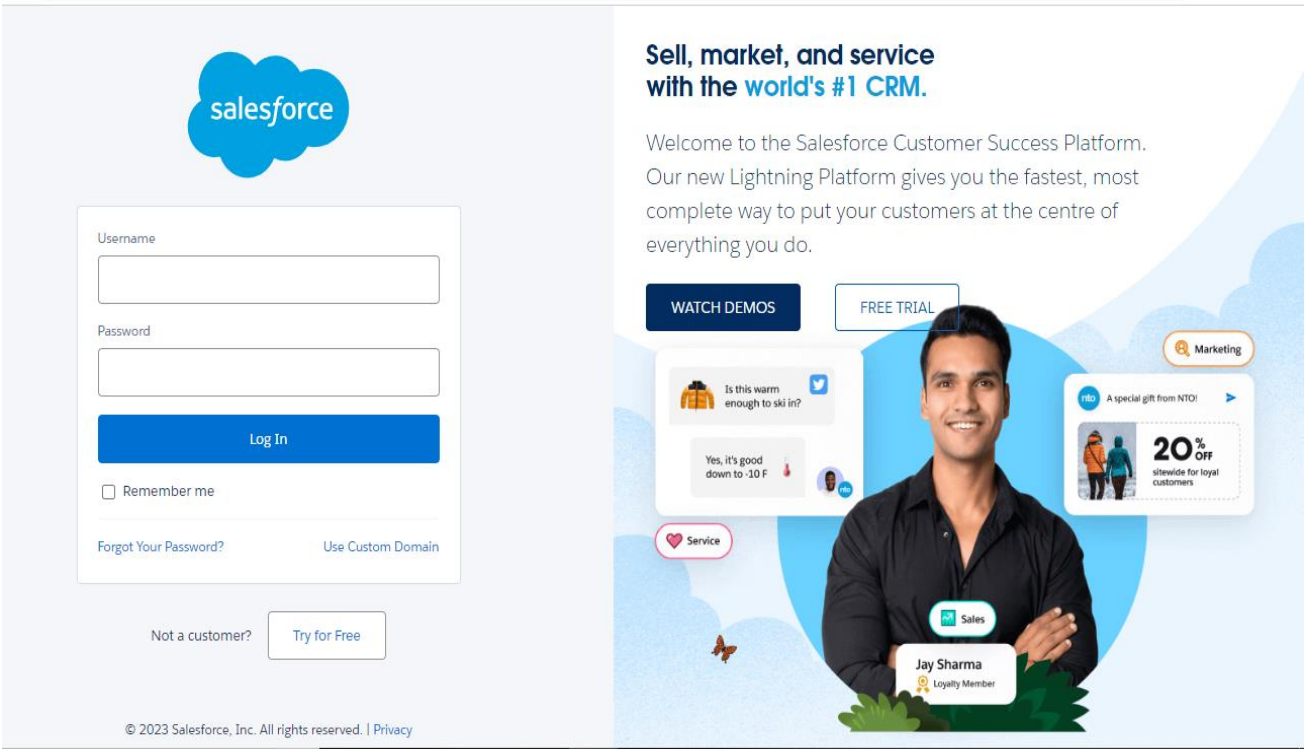 salesforce
Username
Password
Log In
Remember me
Forgot Your Password?
Use Custom Domain
Not a customer?
Try for Free
© 2023 Salesforce, Inc. All rights reserved. | Privacy
Sell, market, and service
with the world's #1 CRM.
Welcome to the Salesforce Customer Success Platform.
Our new Lightning Platform gives you the fastest, most
complete way to put your customers at the centre of
everything you do.
WATCH DEMOS
FREE TRIAL
Is this warm
enough to ski in?
Yes, it's good
down to -10 F
nto
Service
Marketing
nto
A special gift from NTO!
20% OFF
sitewide for loyal
customers
Sales
Jay Sharma
Loyalty Member